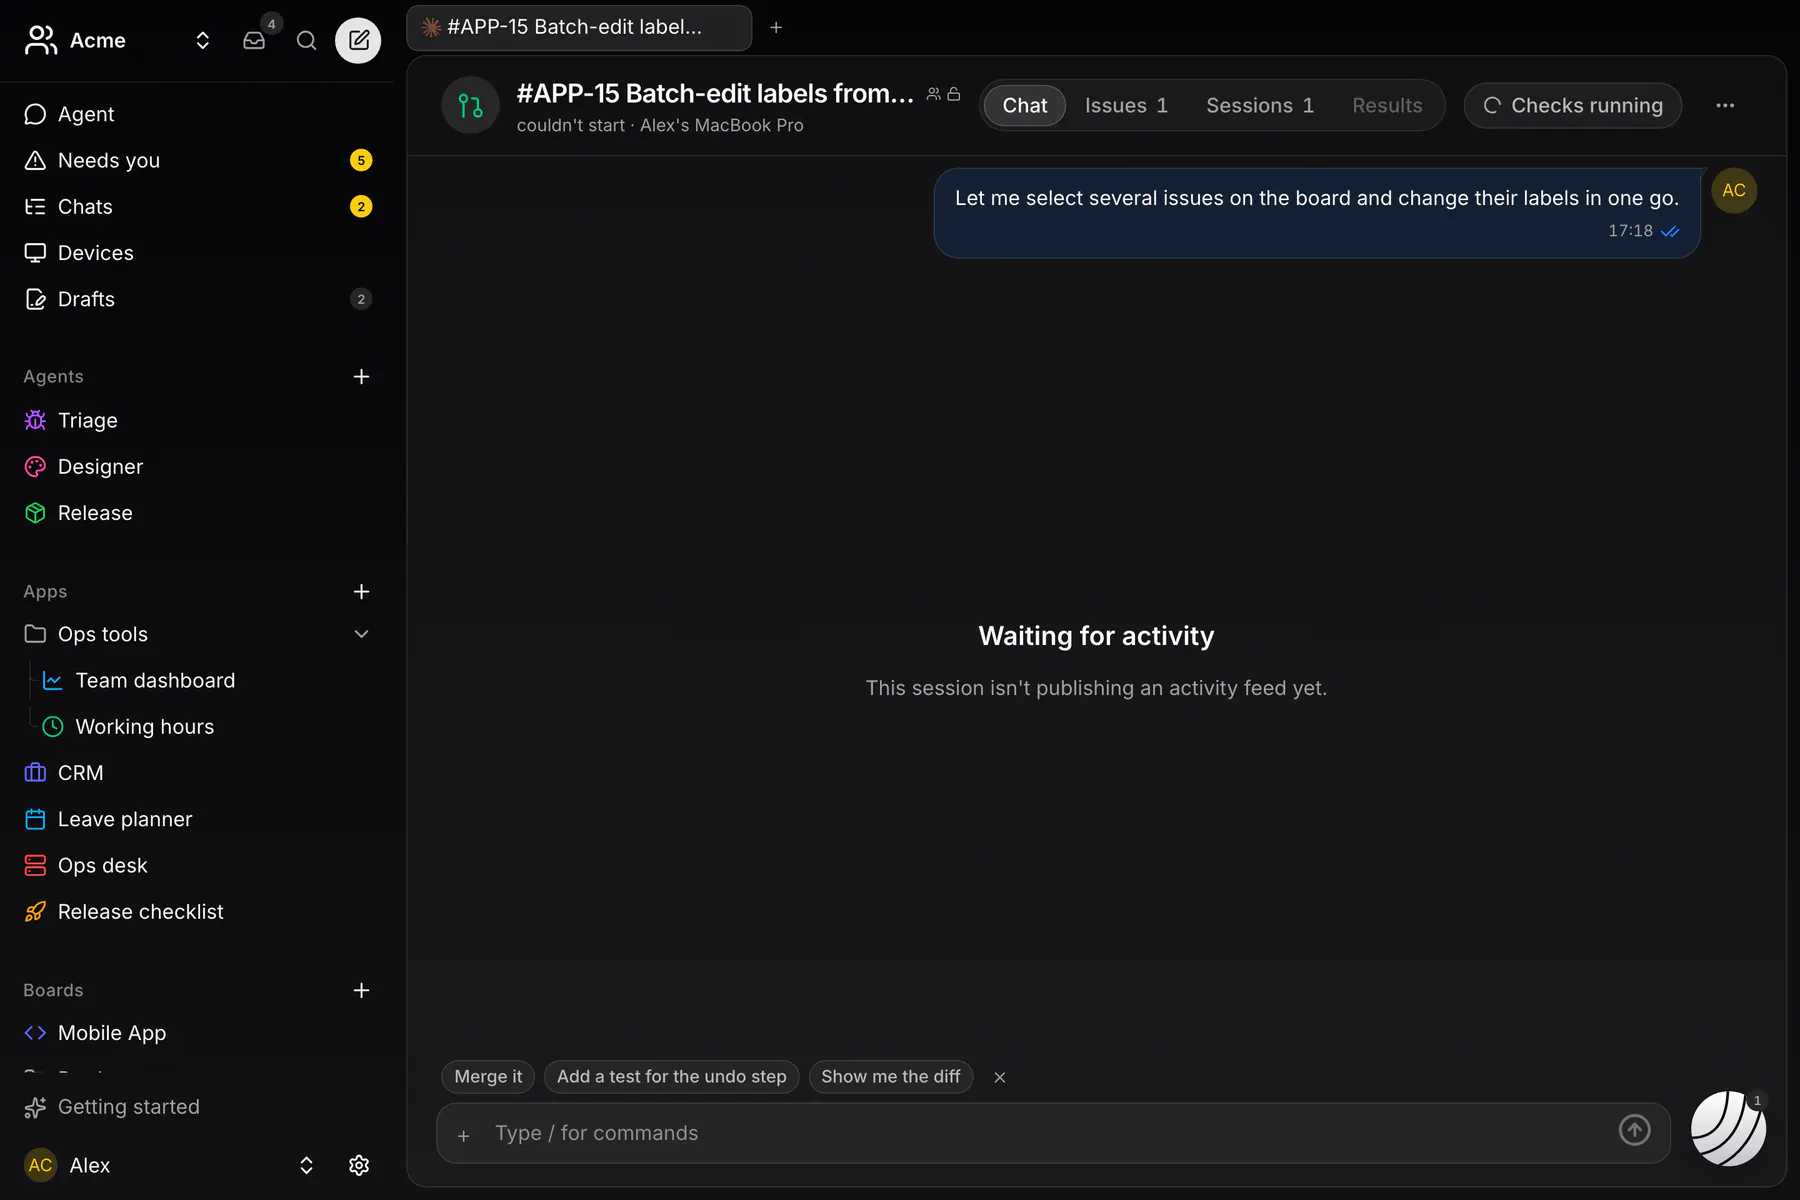 Acme
4
Agent
Needs you
5
Chats
2
Devices
Drafts
2
Agents
Triage
Designer
Release
Apps
Ops tools
Team dashboard
Working hours
CRM
Leave planner
Ops desk
Release checklist
Boards
Mobile App
Getting started
AC
Alex
#APP-15 Batch-edit label...
#APP-15 Batch-edit labels from...
couldn't start · Alex's MacBook Pro
Chat
Issues 1
Sessions 1
Results
Checks running
Let me select several issues on the board and change their labels in one go.
17:18
AC
Waiting for activity
This session isn't publishing an activity feed yet.
Merge it
Add a test for the undo step
Show me the diff
Type / for commands
1